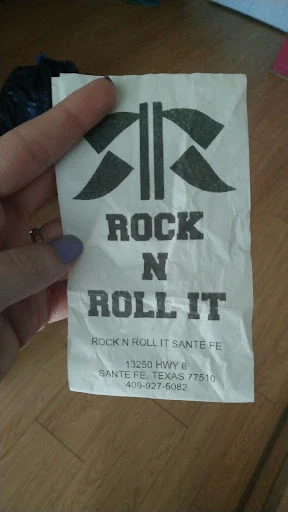 ROCK
N
ROLL IT
ROCK N ROLL IT SANTE FE
13250 HWY 6
SANTE FE, TEXAS 77510
409-927-5082